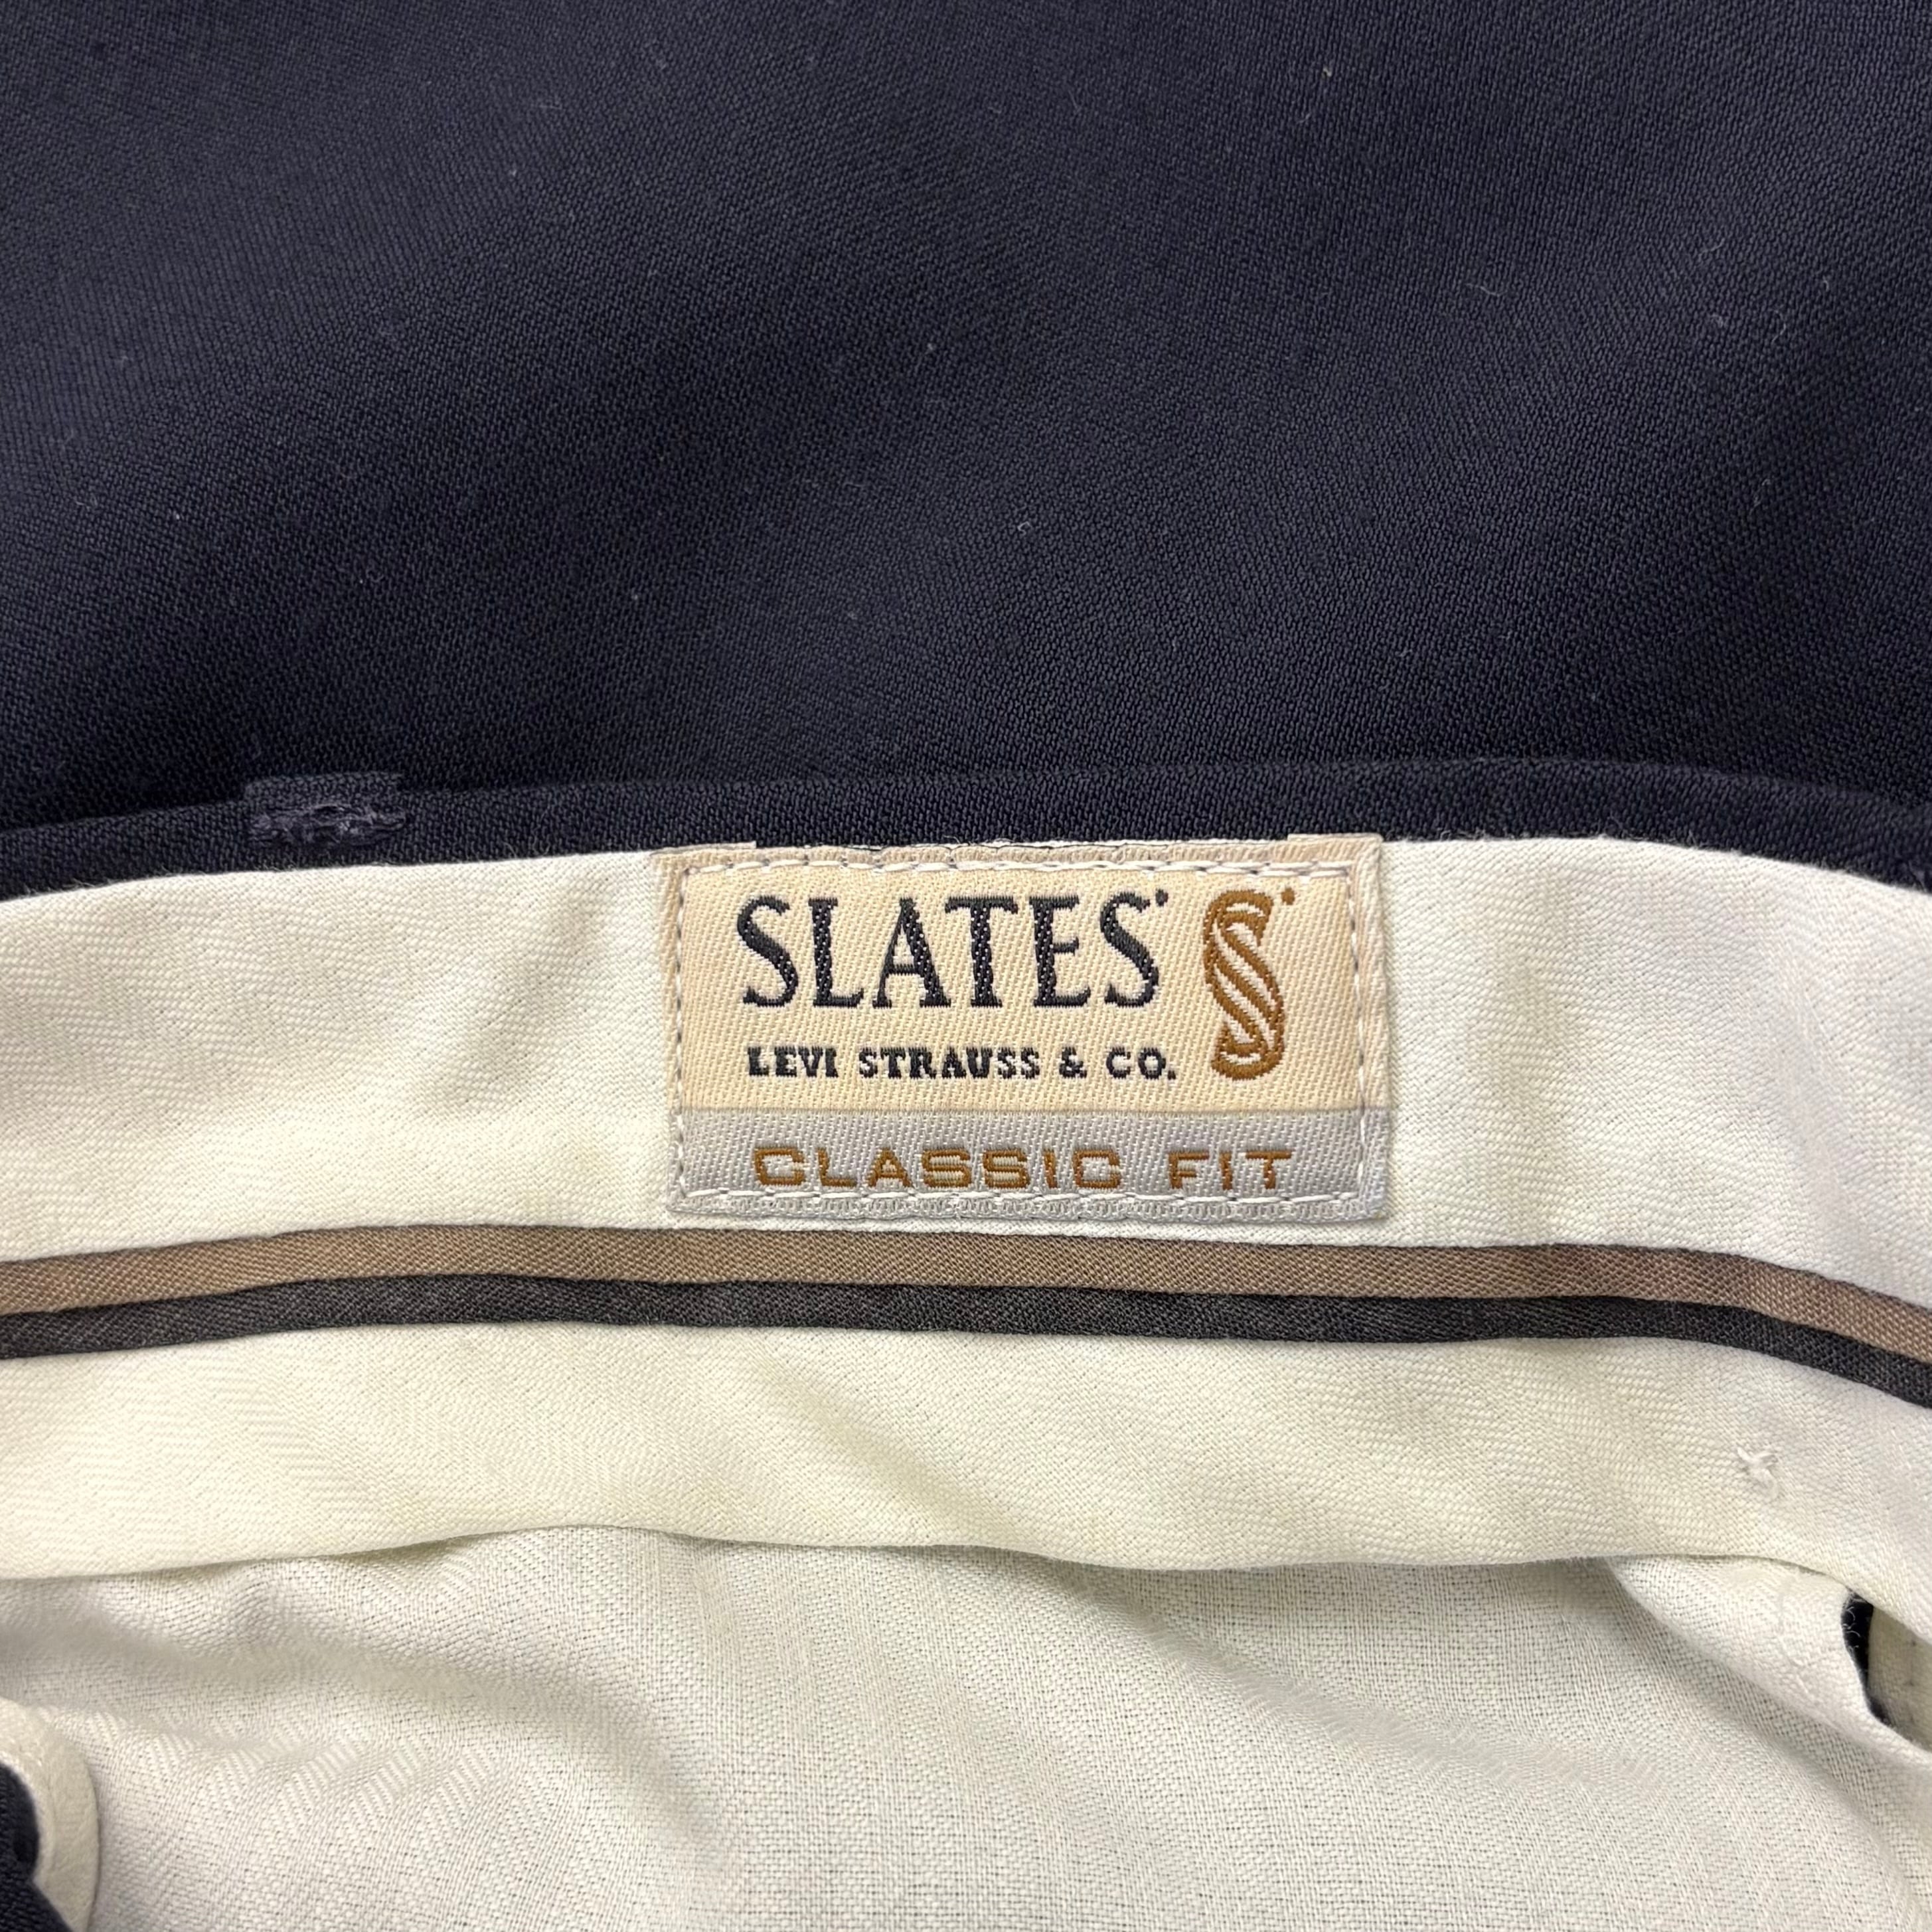 SLATES® S®
LEVI STRAUSS & CO.
CLASSIC FIT